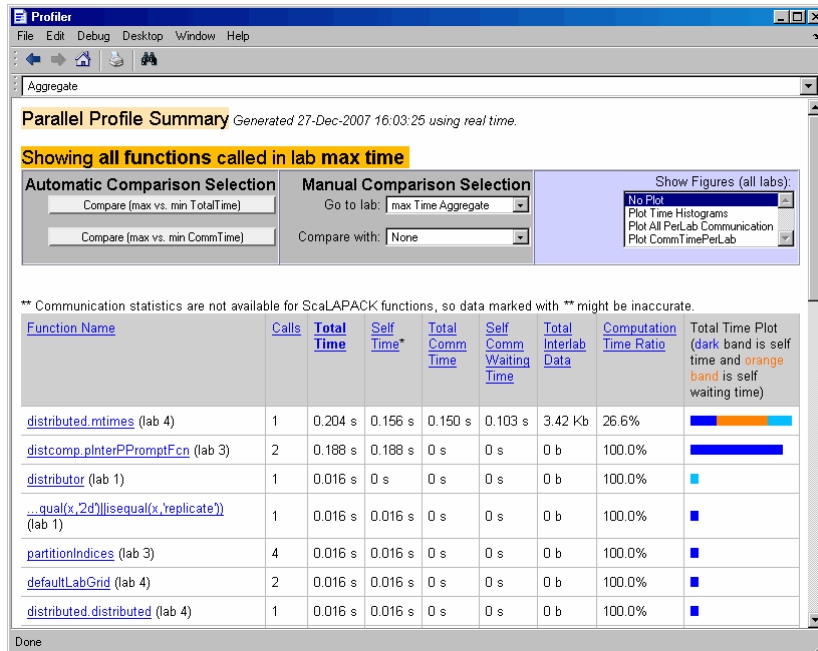 Profiler
File Edit Debug Desktop Window Help
Aggregate
Parallel Profile Summary Generated 27-Dec-2007 16:03:25 using real time.
Showing all functions called in lab max time
Automatic Comparison Selection
Compare (max vs. min TotalTime)
Compare (max vs. min CommTime)
Manual Comparison Selection
Go to lab: max Time Aggregate
Compare with: None
Show Figures (all labs):
No Plot
Plot Time Histograms
Plot All PerLab Communication
Plot CommTimePerLab
** Communication statistics are not available for ScaLAPACK functions, so data marked with ** might be inaccurate.
Function Name Calls Total Time Self Time* Total Comm Time Self Comm Waiting Time Total Interlab Data Computation Time Ratio Total Time Plot (dark band is self time and orange band is self waiting time)
distributed.mtimes (lab 4) 1 0.204 s 0.156 s 0.150 s 0.103 s 3.42 Kb 26.6%
distcomp.pInterPPromptFcn (lab 3) 2 0.188 s 0.188 s 0 s 0 s 0 b 100.0%
distributor (lab 1) 1 0.016 s 0 s 0 s 0 s 0 b 100.0%
...qual(x,'2d')||isequal(x,'replicate')) (lab 1) 1 0.016 s 0.016 s 0 s 0 s 0 b 100.0%
partitionIndices (lab 3) 4 0.016 s 0.016 s 0 s 0 s 0 b 100.0%
defaultLabGrid (lab 4) 2 0.016 s 0.016 s 0 s 0 s 0 b 100.0%
distributed.distributed (lab 4) 1 0.016 s 0.016 s 0 s 0 s 0 b 100.0%
Done